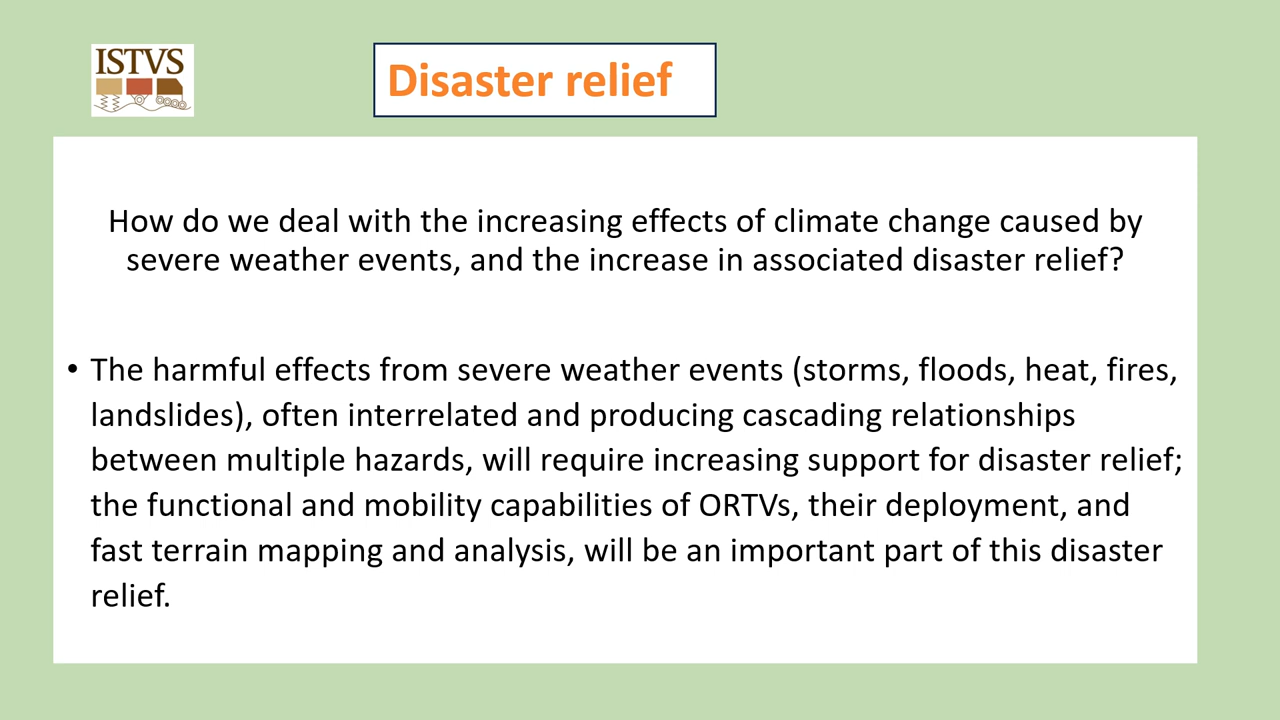 ISTVS
Disaster relief
How do we deal with the increasing effects of climate change caused by
severe weather events, and the increase in associated disaster relief?
• The harmful effects from severe weather events (storms, floods, heat, fires,
landslides), often interrelated and producing cascading relationships
between multiple hazards, will require increasing support for disaster relief;
the functional and mobility capabilities of ORTVs, their deployment, and
fast terrain mapping and analysis, will be an important part of this disaster
relief.